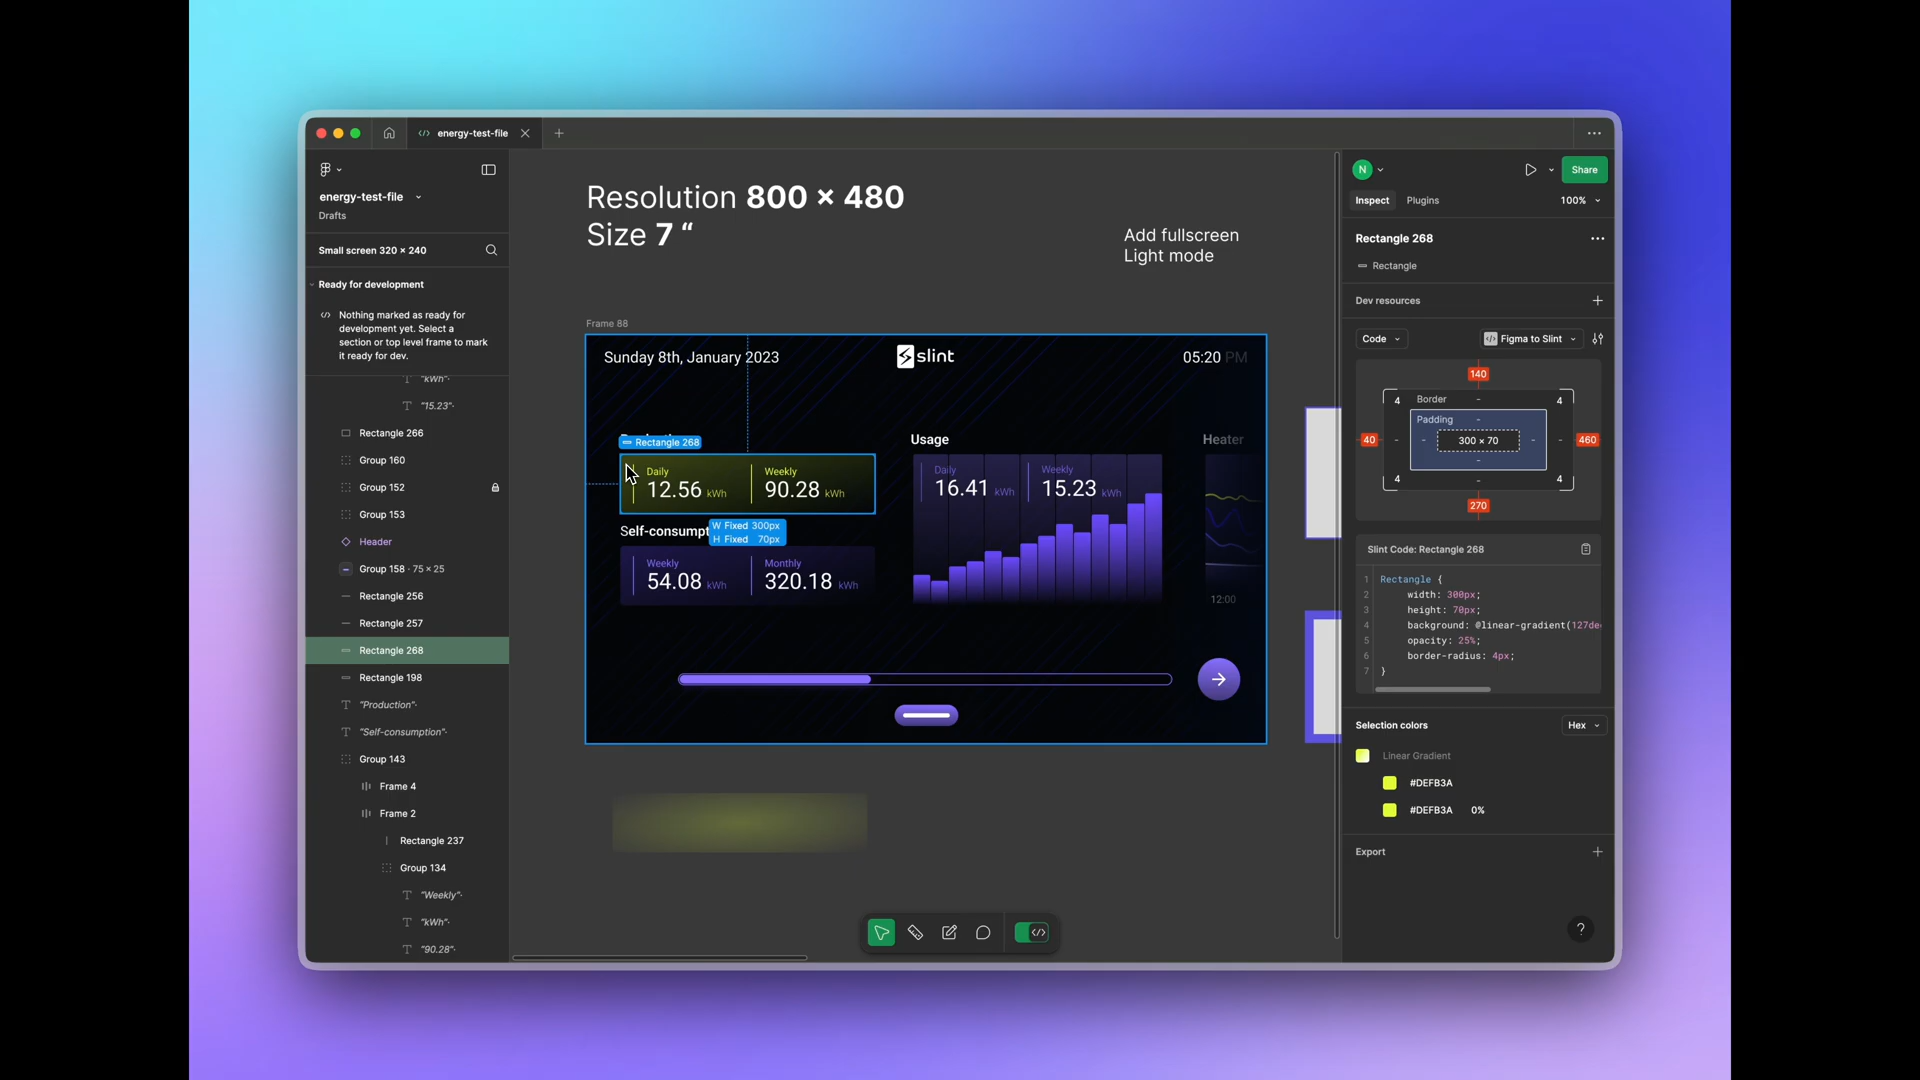 energy-test-file
energy-test-file
Drafts
Small screen 320 × 240
Ready for development
Nothing marked as ready for
development yet. Select a
section or top level frame to mark
it ready for dev.
"kWh"·
"15.23"·
Rectangle 266
Group 160
Group 152
Group 153
Header
Group 158 · 75 × 25
Rectangle 256
Rectangle 257
Rectangle 268
Rectangle 198
"Production"·
"Self-consumption"·
Group 143
Frame 4
Frame 2
Rectangle 237
Group 134
"Weekly"·
"kWh"·
"90.28"·
Resolution 800 × 480
Size 7 “
Add fullscreen
Light mode
Frame 88
Sunday 8th, January 2023
slint
05:20 PM
Rectangle 268
Daily
12.56 kWh
Weekly
90.28 kWh
W Fixed 300px
H Fixed 70px
Self-consumpt
Weekly
54.08 kWh
Monthly
320.18 kWh
Usage
Daily
16.41 kWh
Weekly
15.23 kWh
Heater
12:00
N
Share
Inspect
Plugins
100%
Rectangle 268
Rectangle
Dev resources
Code
Figma to Slint
140
4
Border
-
4
Padding
-
40
-
-
300 × 70
-
-
460
-
4
-
4
270
Slint Code: Rectangle 268
1 Rectangle {
2 width: 300px;
3 height: 70px;
4 background: @linear-gradient(127de
5 opacity: 25%;
6 border-radius: 4px;
7 }
Selection colors
Hex
Linear Gradient
#DEFB3A
#DEFB3A 0%
Export
?